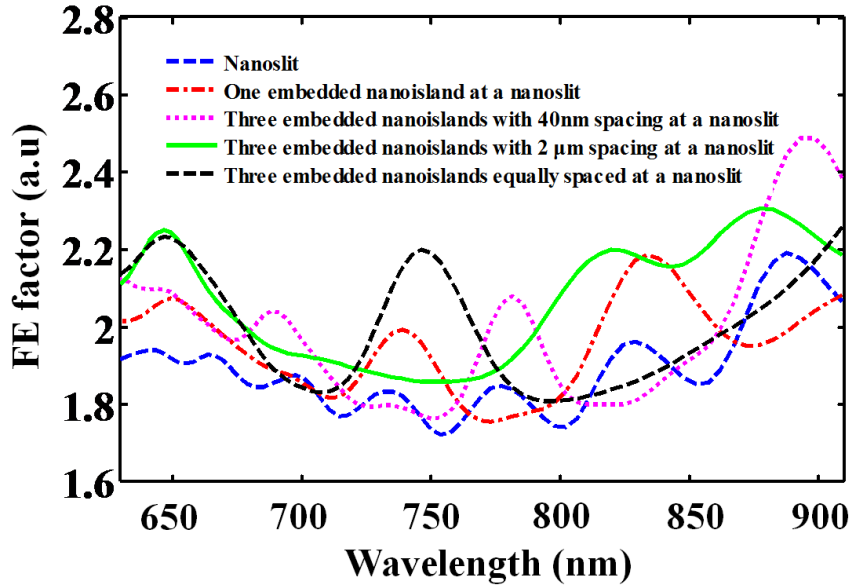 2.8
Nanoslit
One embedded nanoisland at a nanoslit
2.6
Three embedded nanoislands with 40nm spacing at a nanoslit
Three embedded nanoislands with 2 μm spacing at a nanoslit
Three embedded nanoislands equally spaced at a nanoslit
2.4
2.2
2
1.8
1.6
FE factor (a.u)
650 700 750 800 850 900
Wavelength (nm)